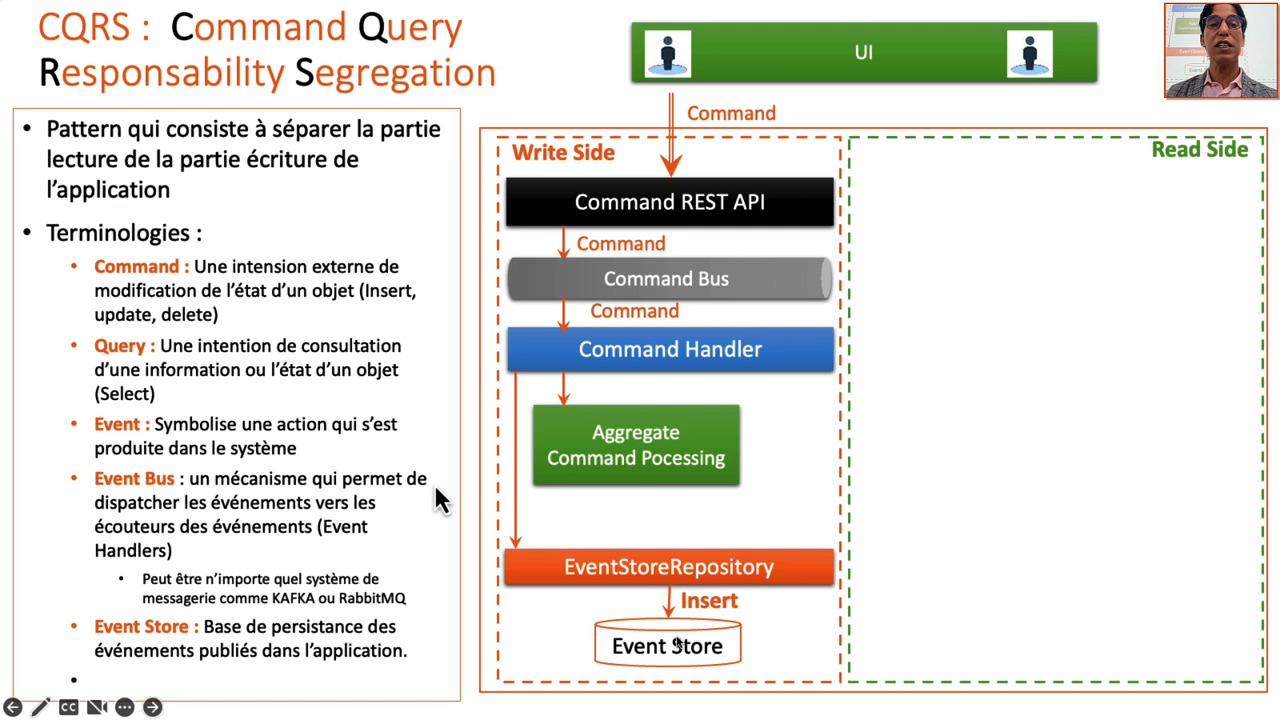 CQRS : Command Query
Responsability Segregation
• Pattern qui consiste à séparer la partie
lecture de la partie écriture de
l'application
• Terminologies :
• Command : Une intension externe de
modification de l'état d'un objet (Insert,
update, delete)
• Query : Une intention de consultation
d'une information ou l'état d'un objet
(Select)
• Event : Symbolise une action qui s'est
produite dans le système
• Event Bus : un mécanisme qui permet de
dispatcher les événements vers les
écouteurs des événements (Event
Handlers)
• Peut être n'importe quel système de
messagerie comme KAFKA ou RabbitMQ
• Event Store : Base de persistance des
événements publiés dans l'application.
•
UI
Command
Write Side
Read Side
Command REST API
Command
Command Bus
Command
Command Handler
Aggregate
Command Pocessing
EventStoreRepository
Insert
Event Store
CC